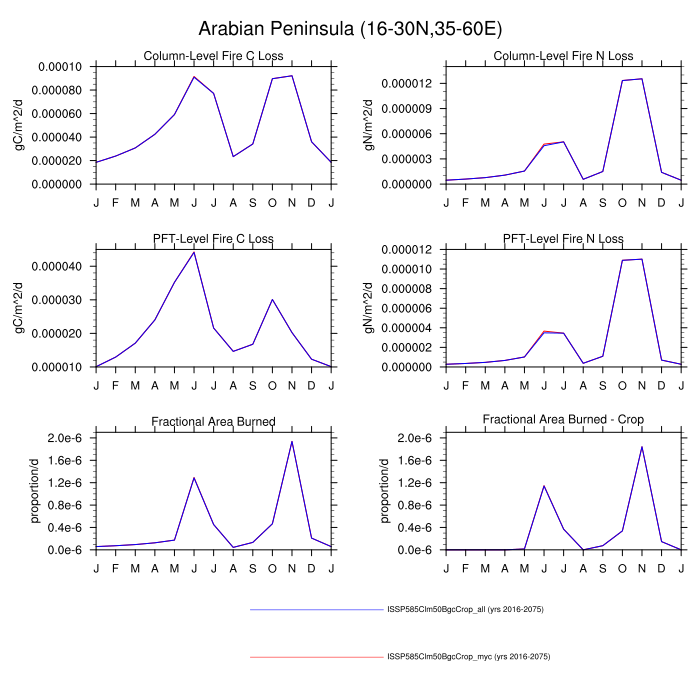 Arabian Peninsula (16-30N,35-60E)
Column-Level Fire C Loss
gC/m^2/d
0.00010
0.000080
0.000060
0.000040
0.000020
0.000000
J F M A M J J A S O N D J
Column-Level Fire N Loss
gN/m^2/d
0.000012
0.000009
0.000006
0.000003
0.000000
J F M A M J J A S O N D J
PFT-Level Fire C Loss
gC/m^2/d
0.000040
0.000030
0.000020
0.000010
J F M A M J J A S O N D J
PFT-Level Fire N Loss
gN/m^2/d
0.000012
0.000010
0.000008
0.000006
0.000004
0.000002
0.000000
J F M A M J J A S O N D J
Fractional Area Burned
proportion/d
2.0e-6
1.6e-6
1.2e-6
0.8e-6
0.4e-6
0.0e-6
J F M A M J J A S O N D J
Fractional Area Burned - Crop
proportion/d
2.0e-6
1.6e-6
1.2e-6
0.8e-6
0.4e-6
0.0e-6
J F M A M J J A S O N D J
ISSP585Clm50BgcCrop_all (yrs 2016-2075)
ISSP585Clm50BgcCrop_myc (yrs 2016-2075)